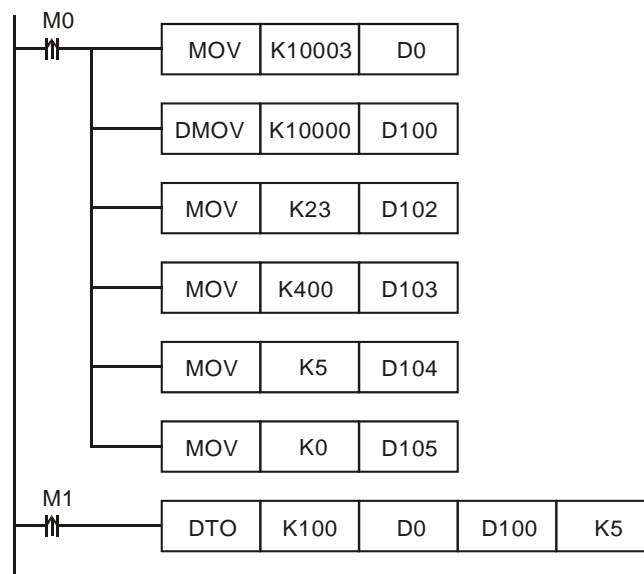 M0
MOV K10003 D0
DMOV K10000 D100
MOV K23 D102
MOV K400 D103
MOV K5 D104
MOV K0 D105
M1
DTO K100 D0 D100 K5